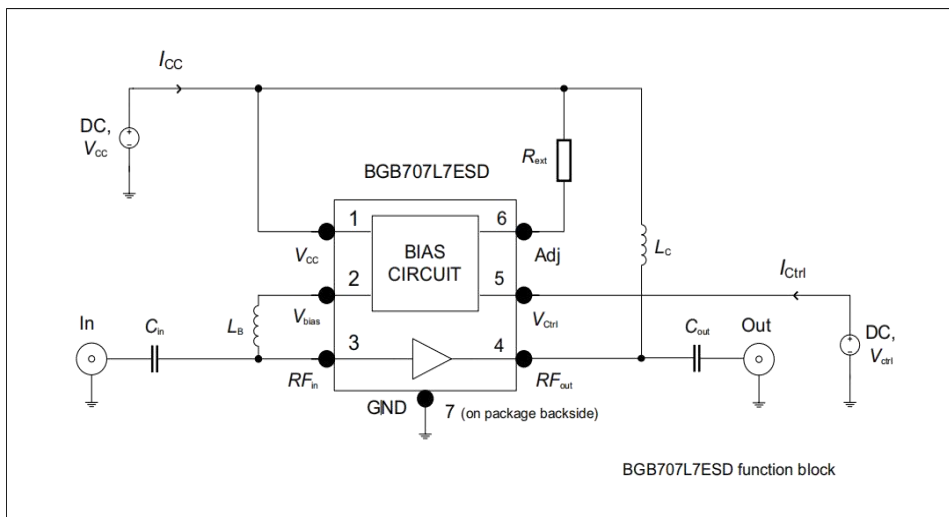 ICC
DC,
VCC
Rext
BGB707L7ESD
1
6
VCC
BIAS
CIRCUIT
Adj
LC
2
5
ICtrl
In
Cin
LB
Vbias
VCtrl
Cout
Out
DC,
Vctrl
3
4
RFin
RFout
GND
7 (on package backside)
BGB707L7ESD function block